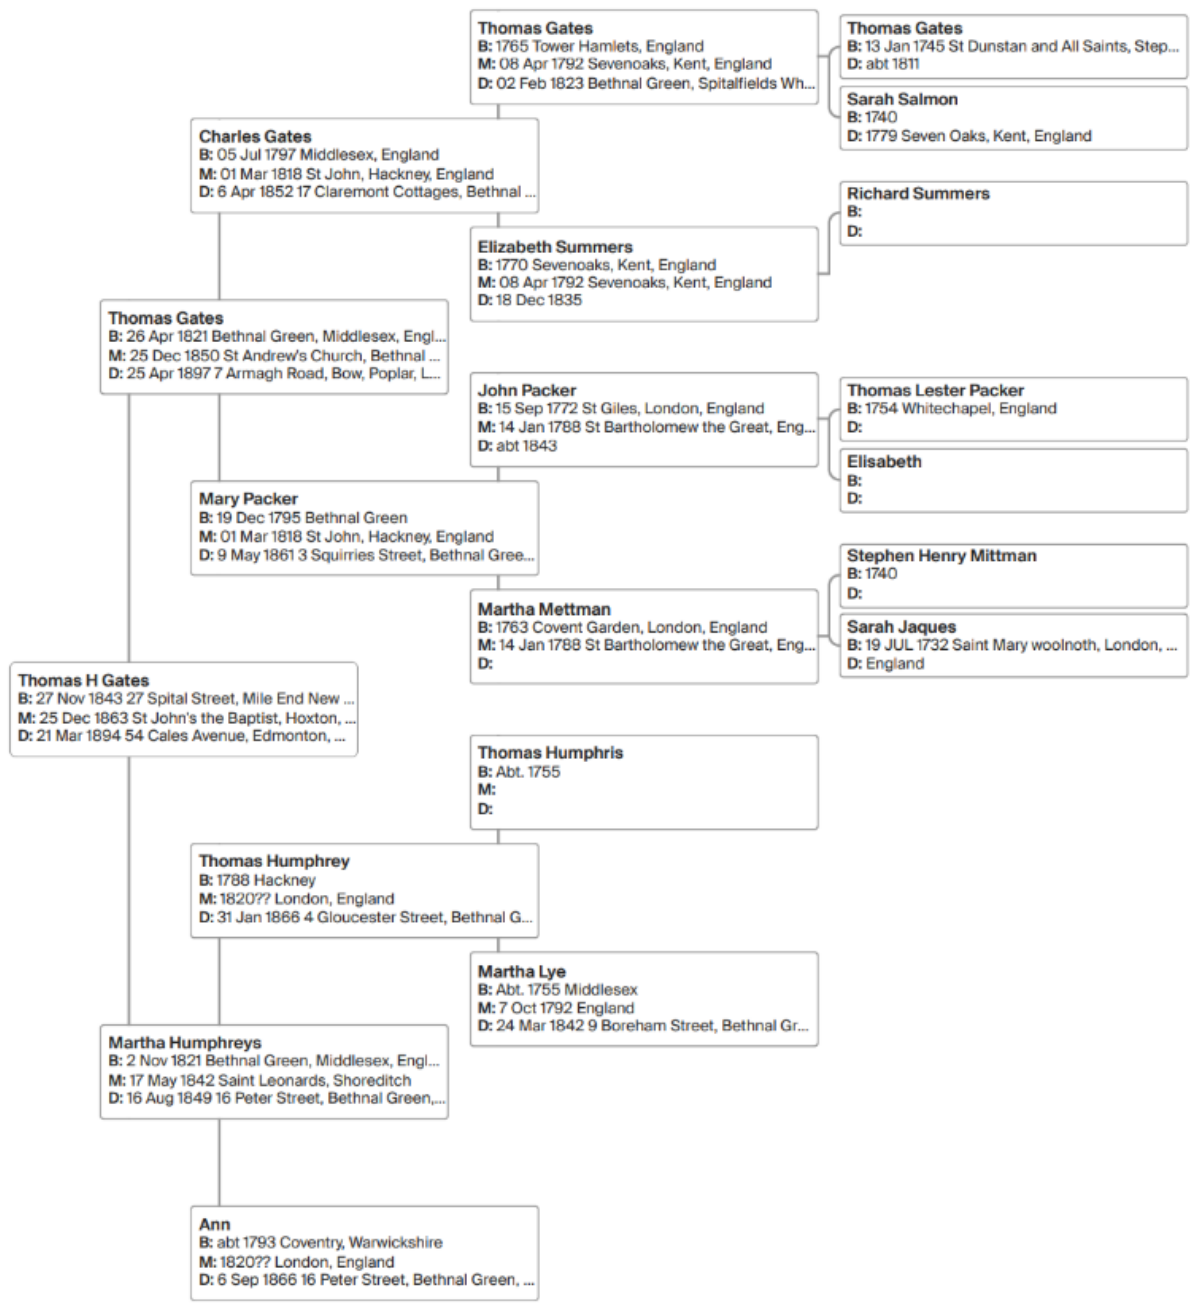 Thomas Gates
B: 1765 Tower Hamlets, England
M: 08 Apr 1792 Sevenoaks, Kent, England
D: 02 Feb 1823 Bethnal Green, Spitalfields Wh...
Thomas Gates
B: 13 Jan 1745 St Dunstan and All Saints, Step...
D: abt 1811
Sarah Salmon
B: 1740
D: 1779 Seven Oaks, Kent, England
Charles Gates
B: 05 Jul 1797 Middlesex, England
M: 01 Mar 1818 St John, Hackney, England
D: 6 Apr 1852 17 Claremont Cottages, Bethnal ...
Richard Summers
B:
D:
Elizabeth Summers
B: 1770 Sevenoaks, Kent, England
M: 08 Apr 1792 Sevenoaks, Kent, England
D: 18 Dec 1835
Thomas Gates
B: 26 Apr 1821 Bethnal Green, Middlesex, Engl...
M: 25 Dec 1850 St Andrew's Church, Bethnal ...
D: 25 Apr 1897 7 Armagh Road, Bow, Poplar, L...
John Packer
B: 15 Sep 1772 St Giles, London, England
M: 14 Jan 1788 St Bartholomew the Great, Eng...
D: abt 1843
Thomas Lester Packer
B: 1754 Whitechapel, England
D:
Elisabeth
B:
D:
Mary Packer
B: 19 Dec 1795 Bethnal Green
M: 01 Mar 1818 St John, Hackney, England
D: 9 May 1861 3 Squirries Street, Bethnal Gree...
Stephen Henry Mittman
B: 1740
D:
Martha Mettman
B: 1763 Covent Garden, London, England
M: 14 Jan 1788 St Bartholomew the Great, Eng...
D:
Sarah Jaques
B: 19 JUL 1732 Saint Mary woolnoth, London, ...
D: England
Thomas H Gates
B: 27 Nov 1843 27 Spital Street, Mile End New ...
M: 25 Dec 1863 St John's the Baptist, Hoxton, ...
D: 21 Mar 1894 54 Cales Avenue, Edmonton, ...
Thomas Humphris
B: Abt. 1755
M:
D:
Thomas Humphrey
B: 1788 Hackney
M: 1820?? London, England
D: 31 Jan 1866 4 Gloucester Street, Bethnal G...
Martha Lye
B: Abt. 1755 Middlesex
M: 7 Oct 1792 England
D: 24 Mar 1842 9 Boreham Street, Bethnal Gr...
Martha Humphreys
B: 2 Nov 1821 Bethnal Green, Middlesex, Engl...
M: 17 May 1842 Saint Leonards, Shoreditch
D: 16 Aug 1849 16 Peter Street, Bethnal Green,...
Ann
B: abt 1793 Coventry, Warwickshire
M: 1820?? London, England
D: 6 Sep 1866 16 Peter Street, Bethnal Green, ...